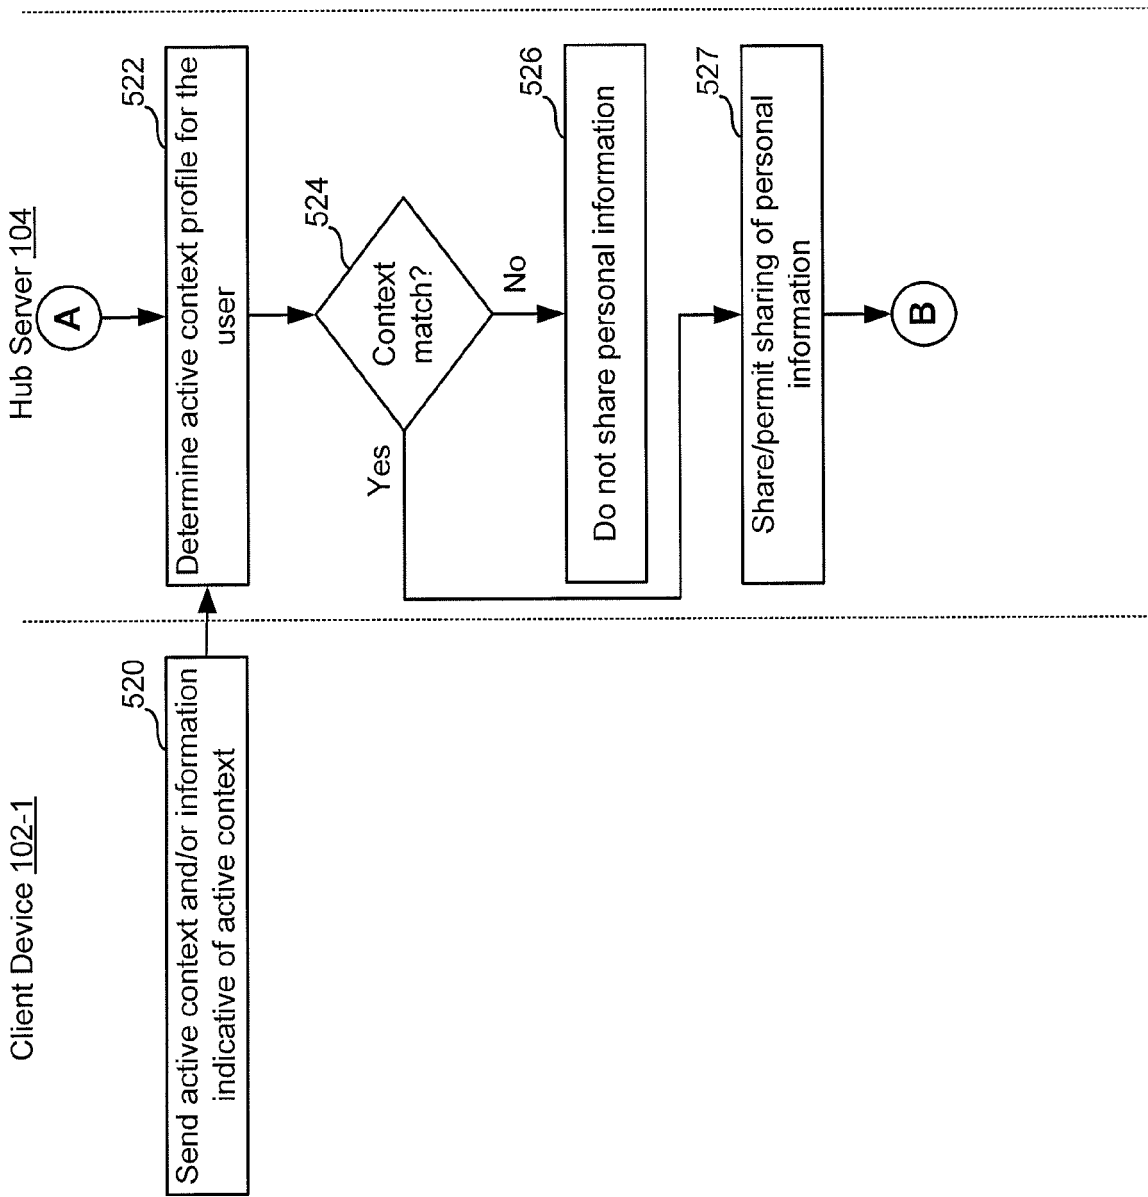 Client Device 102-1
Hub Server 104
A
520
Send active context and/or information
indicative of active context
522
Determine active context profile for the
user
524
Context
match?
Yes
No
526
Do not share personal information
527
Share/permit sharing of personal
information
B